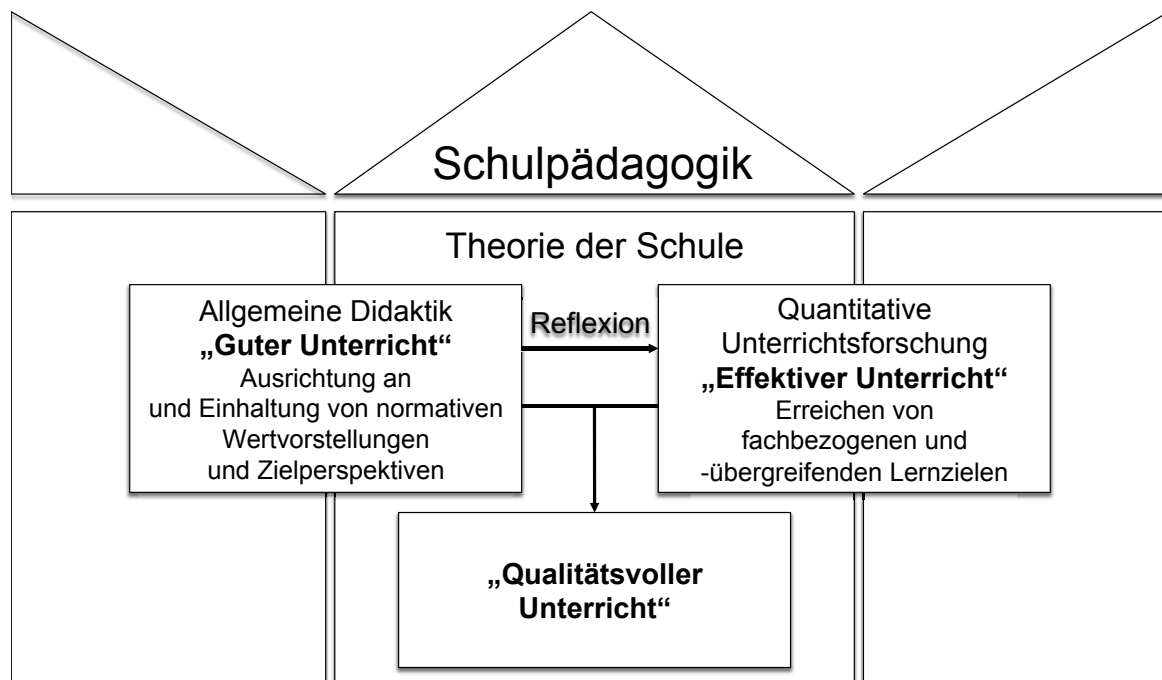 Schulpädagogik
Theorie der Schule
Allgemeine Didaktik
„Guter Unterricht“
Ausrichtung an
und Einhaltung von normativen
Wertvorstellungen
und Zielperspektiven
Reflexion
Quantitative
Unterrichtsforschung
„Effektiver Unterricht“
Erreichen von
fachbezogenen und
-übergreifenden Lernzielen
„Qualitätsvoller
Unterricht“